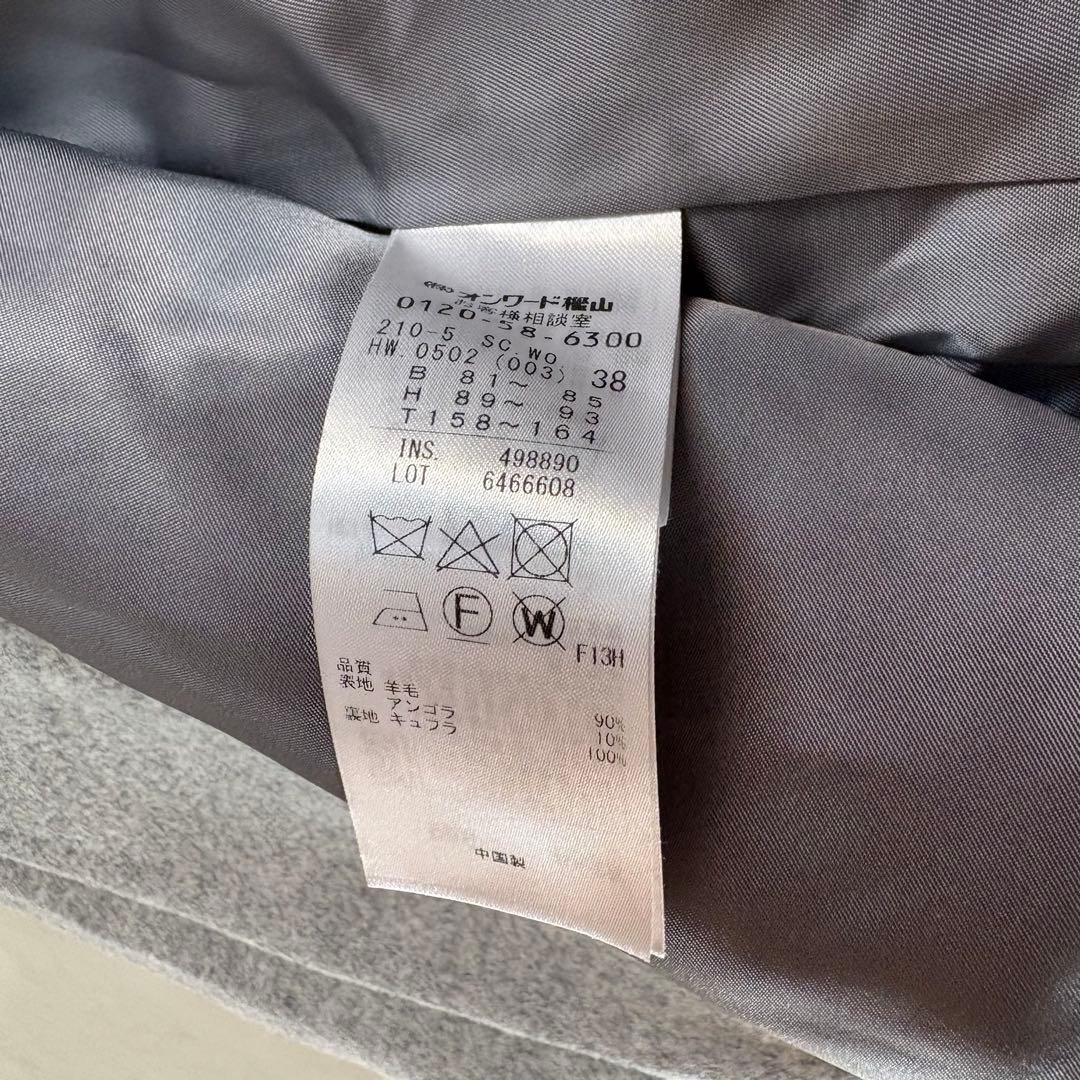 (株)オンワード樫山
お客様相談室
0120-58-6300
210-5 SC.WO
HW.0502 (003) 38
B 81～ 85
H 89～ 93
T158～164
INS. 498890
LOT 6466608
F
W
F13H
品質
表地 羊毛 90%
アンゴラ 10%
裏地 キュプラ 100%
中国製